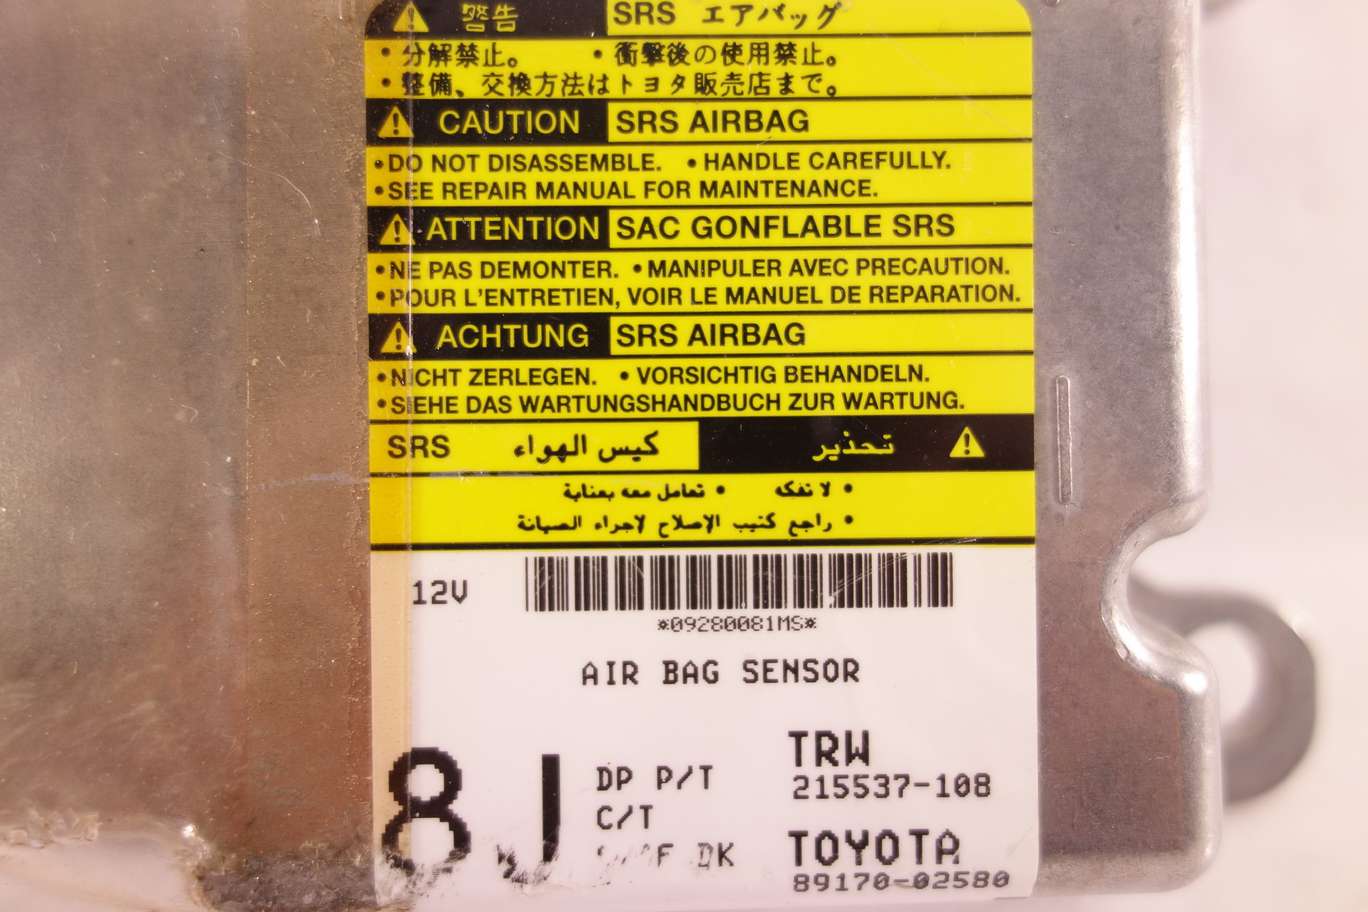 警告 SRS エアバッグ
・分解禁止。 ・衝撃後の使用禁止。
・整備、交換方法はトヨタ販売店まで。
CAUTION SRS AIRBAG
•DO NOT DISASSEMBLE. •HANDLE CAREFULLY.
•SEE REPAIR MANUAL FOR MAINTENANCE.
ATTENTION SAC GONFLABLE SRS
•NE PAS DEMONTER. •MANIPULER AVEC PRECAUTION.
•POUR L'ENTRETIEN, VOIR LE MANUEL DE REPARATION.
ACHTUNG SRS AIRBAG
•NICHT ZERLEGEN. •VORSICHTIG BEHANDELN.
•SIEHE DAS WARTUNGSHANDBUCH ZUR WARTUNG.
تحذير كيس الهواء SRS
• لا تفكه • تعامل معه بعناية
• راجع كتيب الإصلاح لاجراء الصيانة
12V
*09280081MS*
AIR BAG SENSOR
8J
DP P/T
C/T
DK
TRW
215537-108
TOYOTA
89170-02580